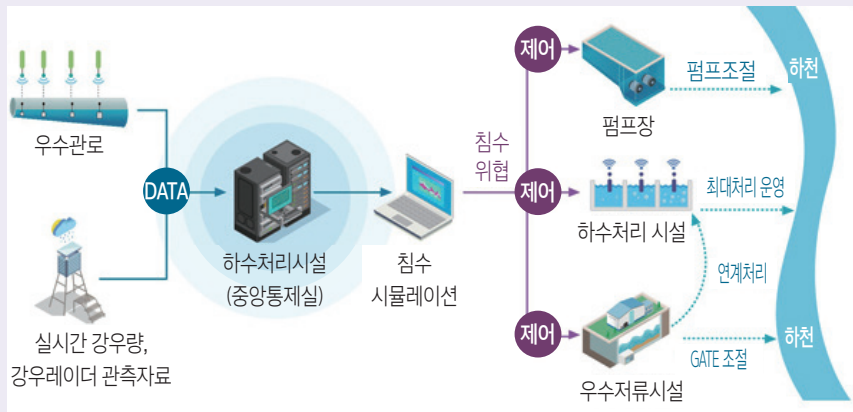 우수관로
실시간 강우량,
강우레이더 관측자료
DATA
하수처리시설
(중앙통제실)
침수
시뮬레이션
침수
위협
제어
펌프장
펌프조절
하천
제어
하수처리 시설
최대처리 운영
연계처리
제어
우수저류시설
GATE 조절
하천